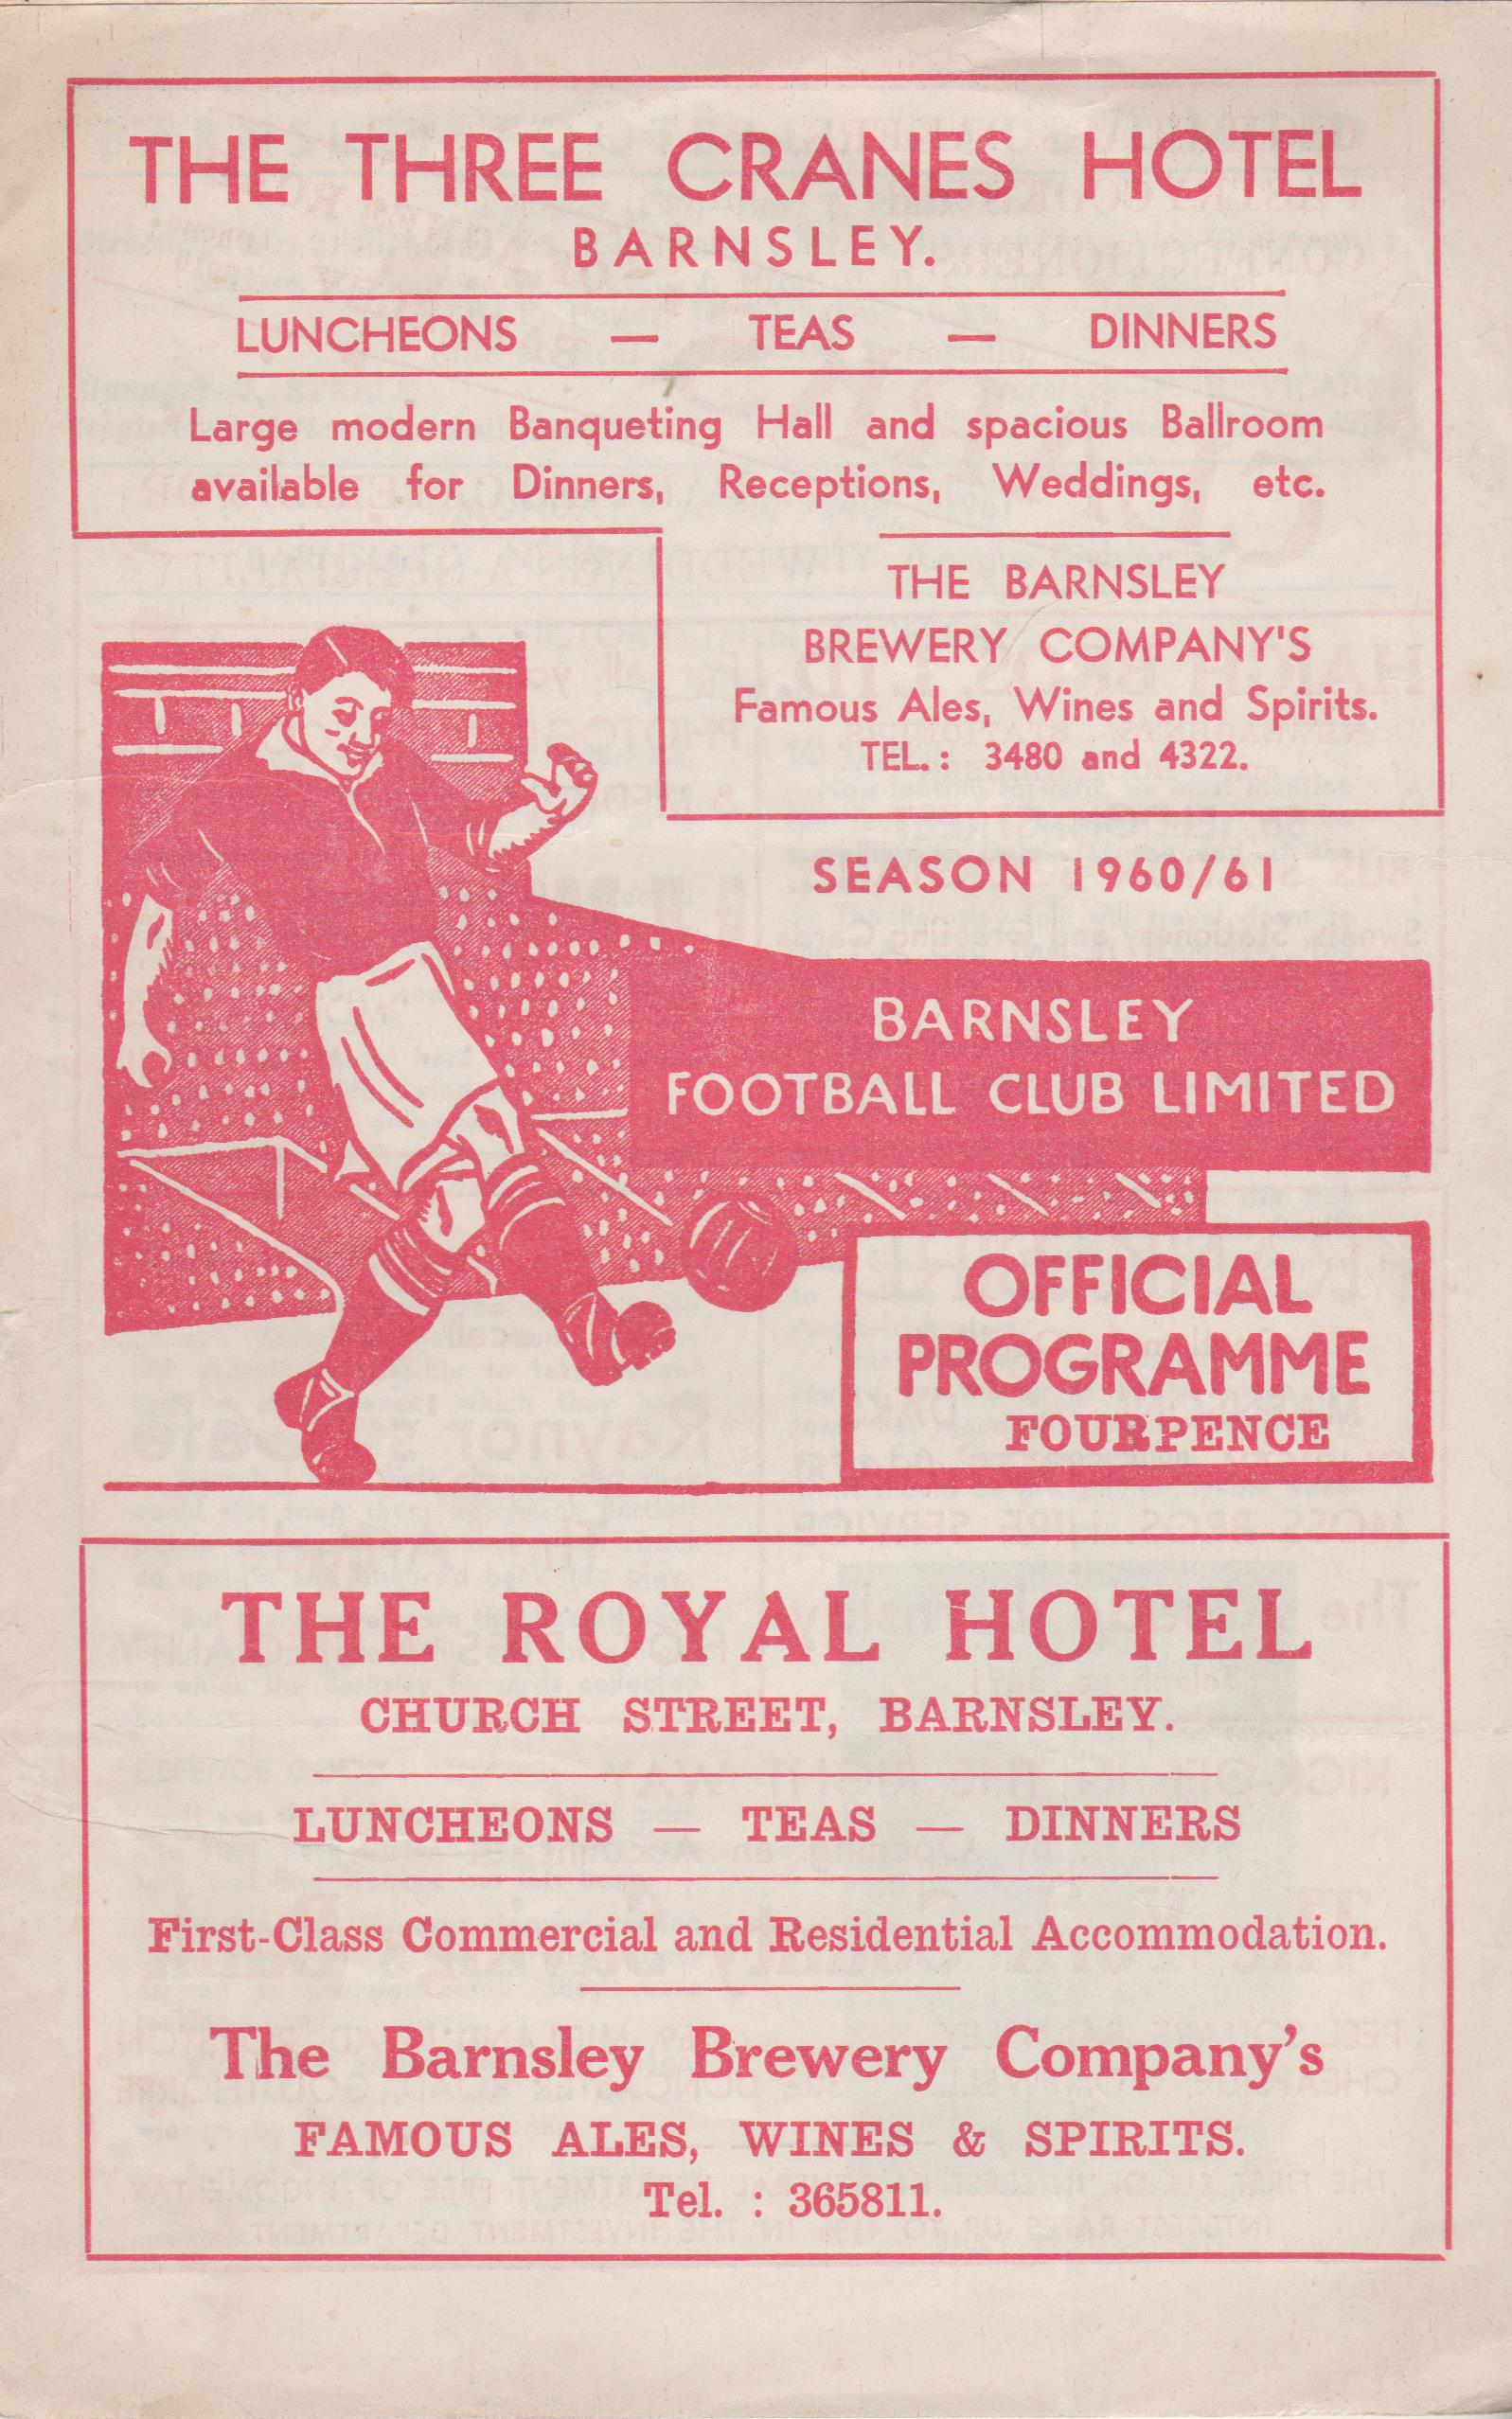 THE THREE CRANES HOTEL
BARNSLEY.
LUNCHEONS — TEAS — DINNERS
Large modern Banqueting Hall and spacious Ballroom
available for Dinners, Receptions, Weddings, etc.
THE BARNSLEY
BREWERY COMPANY'S
Famous Ales, Wines and Spirits.
TEL. : 3480 and 4322.
SEASON 1960/61
BARNSLEY
FOOTBALL CLUB LIMITED
OFFICIAL
PROGRAMME
FOURPENCE
THE ROYAL HOTEL
CHURCH STREET, BARNSLEY.
LUNCHEONS — TEAS — DINNERS
First-Class Commercial and Residential Accommodation.
The Barnsley Brewery Company's
FAMOUS ALES, WINES & SPIRITS.
Tel. : 365811.